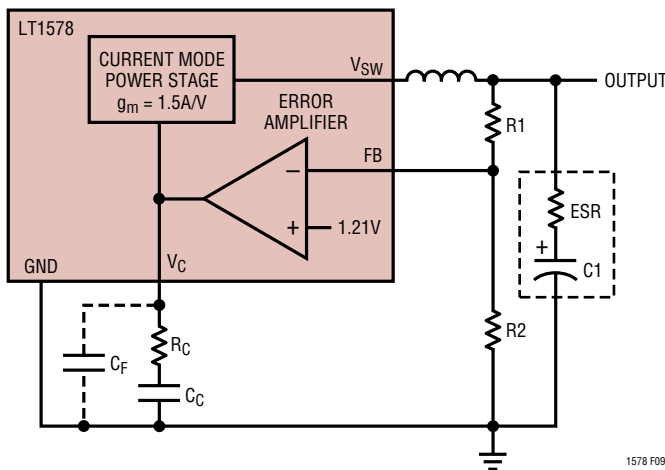 LT1578
CURRENT MODE
POWER STAGE
gm = 1.5A/V
VSW
OUTPUT
ERROR
AMPLIFIER
R1
FB
–
+
1.21V
ESR
+
C1
GND
VC
R2
RC
CF
CC
1578 F09